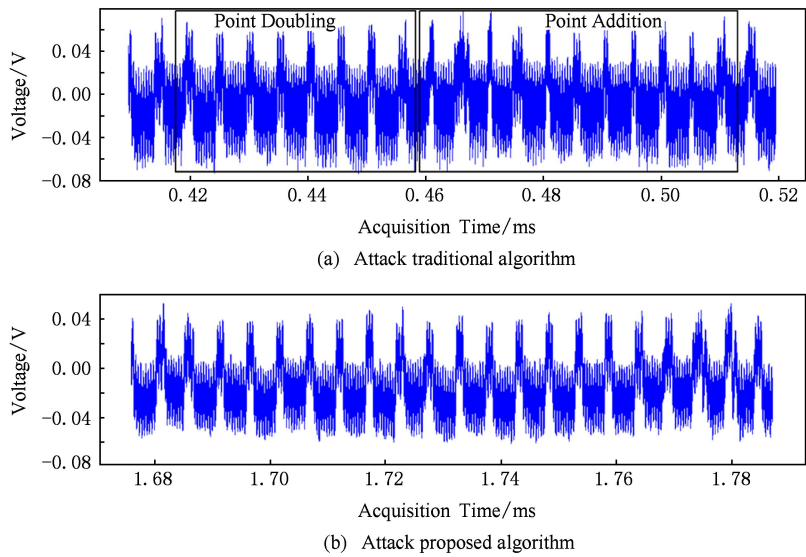 Point Doubling Point Addition
0.04
0.00
−0.04
−0.08
Voltage/V
0.42 0.44 0.46 0.48 0.50 0.52
Acquisition Time/ms
(a) Attack traditional algorithm
0.04
0.00
−0.04
−0.08
Voltage/V
1.68 1.70 1.72 1.74 1.76 1.78
Acquisition Time/ms
(b) Attack proposed algorithm